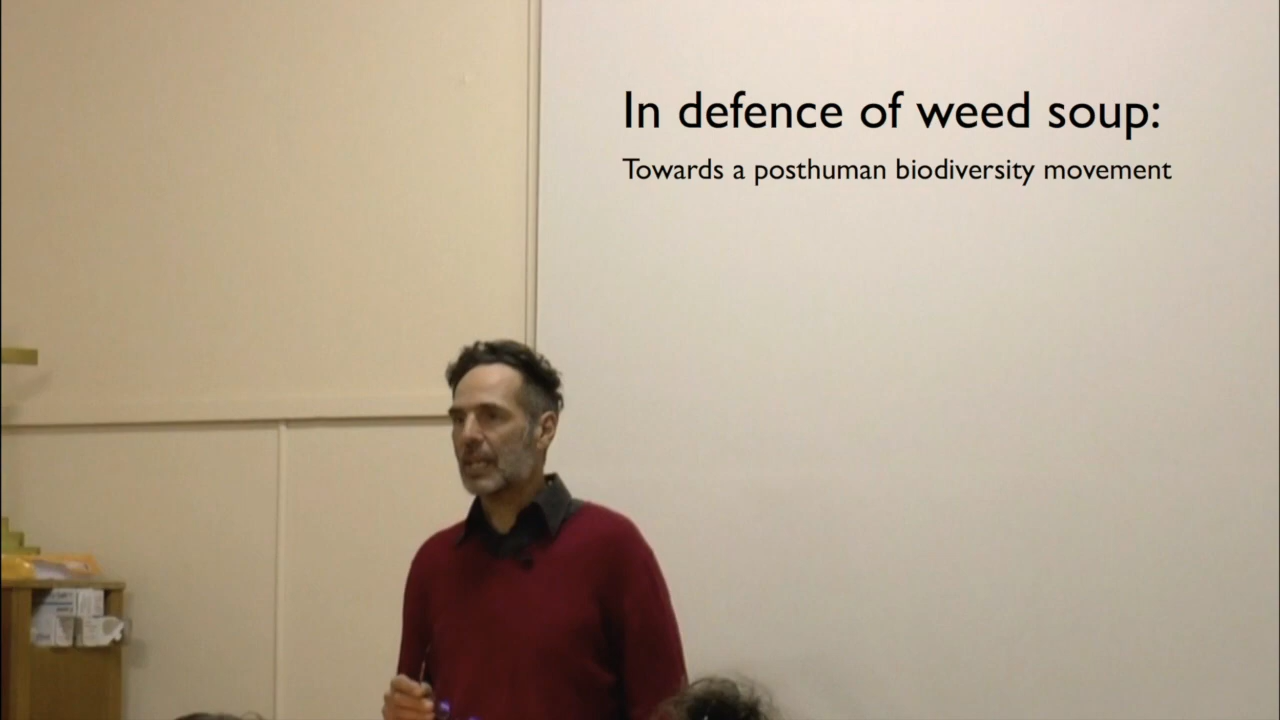 In defence of weed soup:
Towards a posthuman biodiversity movement